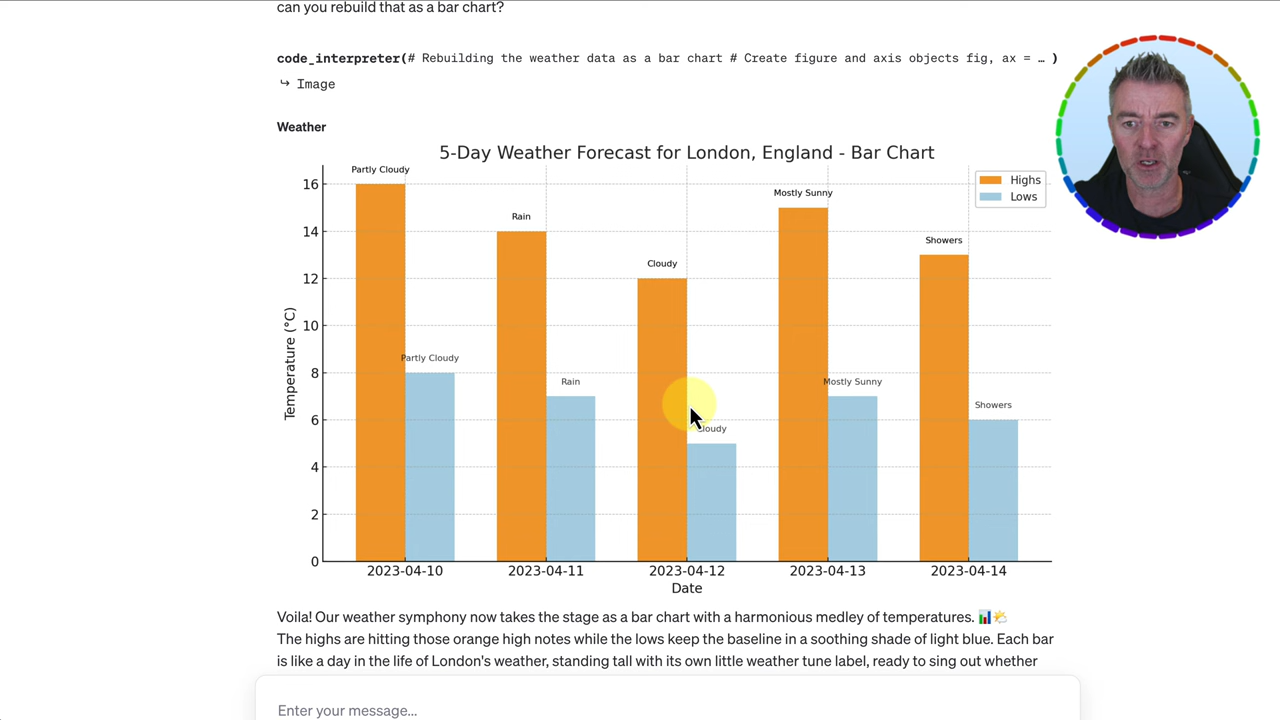 can you rebuild that as a bar chart?
code_interpreter(# Rebuilding the weather data as a bar chart # Create figure and axis objects fig, ax = … )
↪ Image
Weather
5-Day Weather Forecast for London, England - Bar Chart
Highs
Lows
Temperature (°C)
16
14
12
10
8
6
4
2
0
Partly Cloudy
Rain
Cloudy
Mostly Sunny
Showers
Partly Cloudy
Rain
Cloudy
Mostly Sunny
Showers
2023-04-10 2023-04-11 2023-04-12 2023-04-13 2023-04-14
Date
Voila! Our weather symphony now takes the stage as a bar chart with a harmonious medley of temperatures. 📊🌤️
The highs are hitting those orange high notes while the lows keep the baseline in a soothing shade of light blue. Each bar
is like a day in the life of London's weather, standing tall with its own little weather tune label, ready to sing out whether
Enter your message...